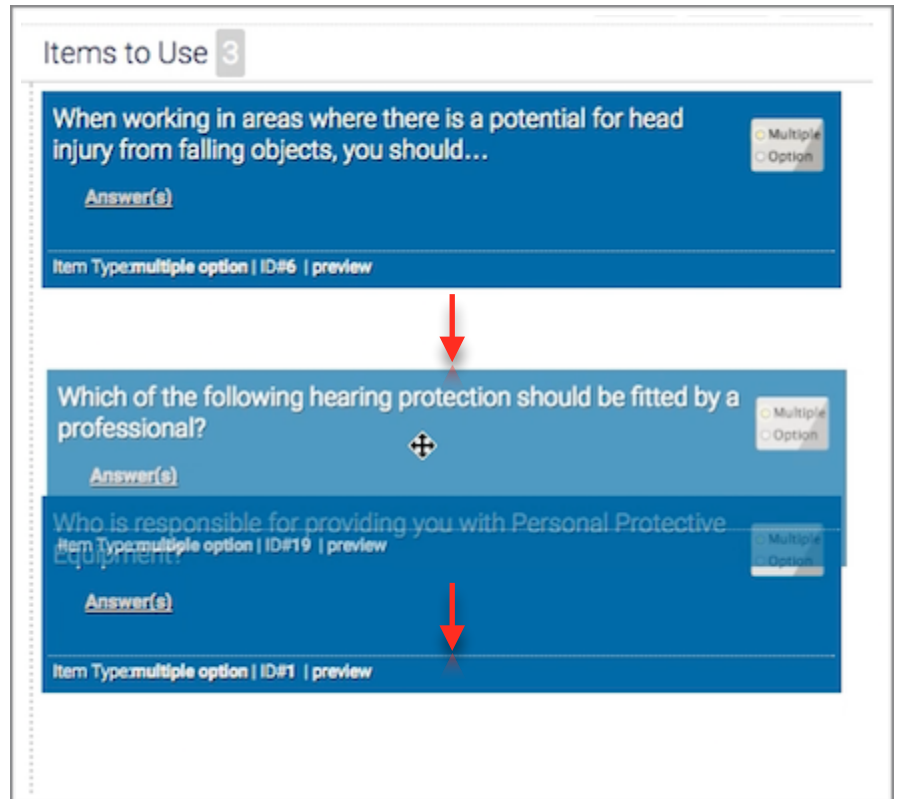 Items to Use 3
When working in areas where there is a potential for head
injury from falling objects, you should...
Multiple
Option
Answer(s)
Item Type:multiple option | ID#6 | preview
Which of the following hearing protection should be fitted by a
professional?
Multiple
Option
Answer(s)
Who is responsible for providing you with Personal Protective
Item Type:multiple option | ID#19 | preview
Equipment?
Multiple
Option
Answer(s)
Item Type:multiple option | ID#1 | preview